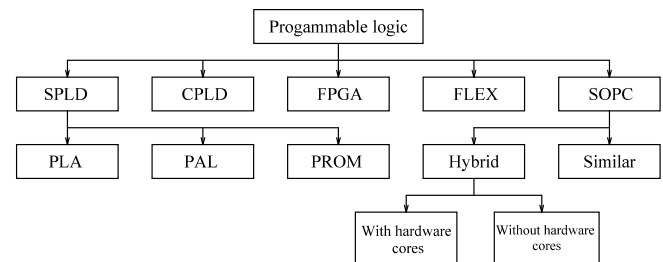 Progammable logic
SPLD
CPLD
FPGA
FLEX
SOPC
PLA
PAL
PROM
Hybrid
Similar
With hardware
cores
Without hardware
cores